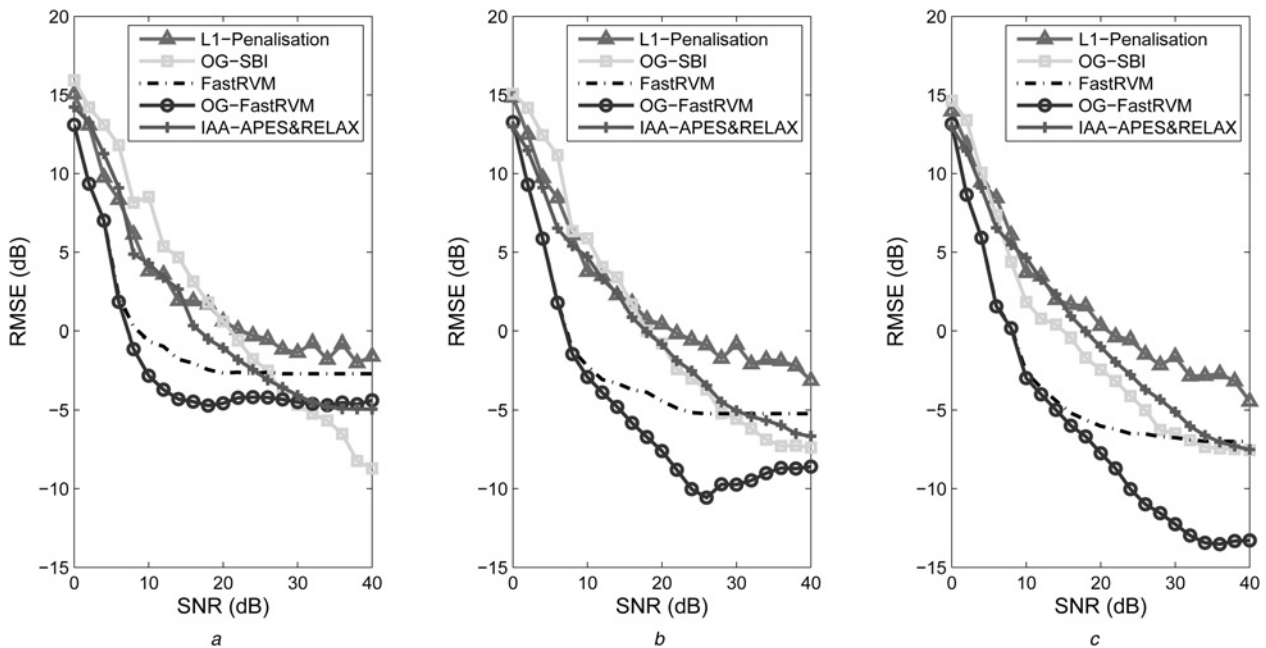 20
15
10
5
0
−5
−10
−15
RMSE (dB)
0 10 20 30 40
SNR (dB)
L1−Penalisation
OG−SBI
FastRVM
OG−FastRVM
IAA−APES&RELAX
a
20
15
10
5
0
−5
−10
−15
RMSE (dB)
0 10 20 30 40
SNR (dB)
L1−Penalisation
OG−SBI
FastRVM
OG−FastRVM
IAA−APES&RELAX
b
20
15
10
5
0
−5
−10
−15
RMSE (dB)
0 10 20 30 40
SNR (dB)
L1−Penalisation
OG−SBI
FastRVM
OG−FastRVM
IAA−APES&RELAX
c